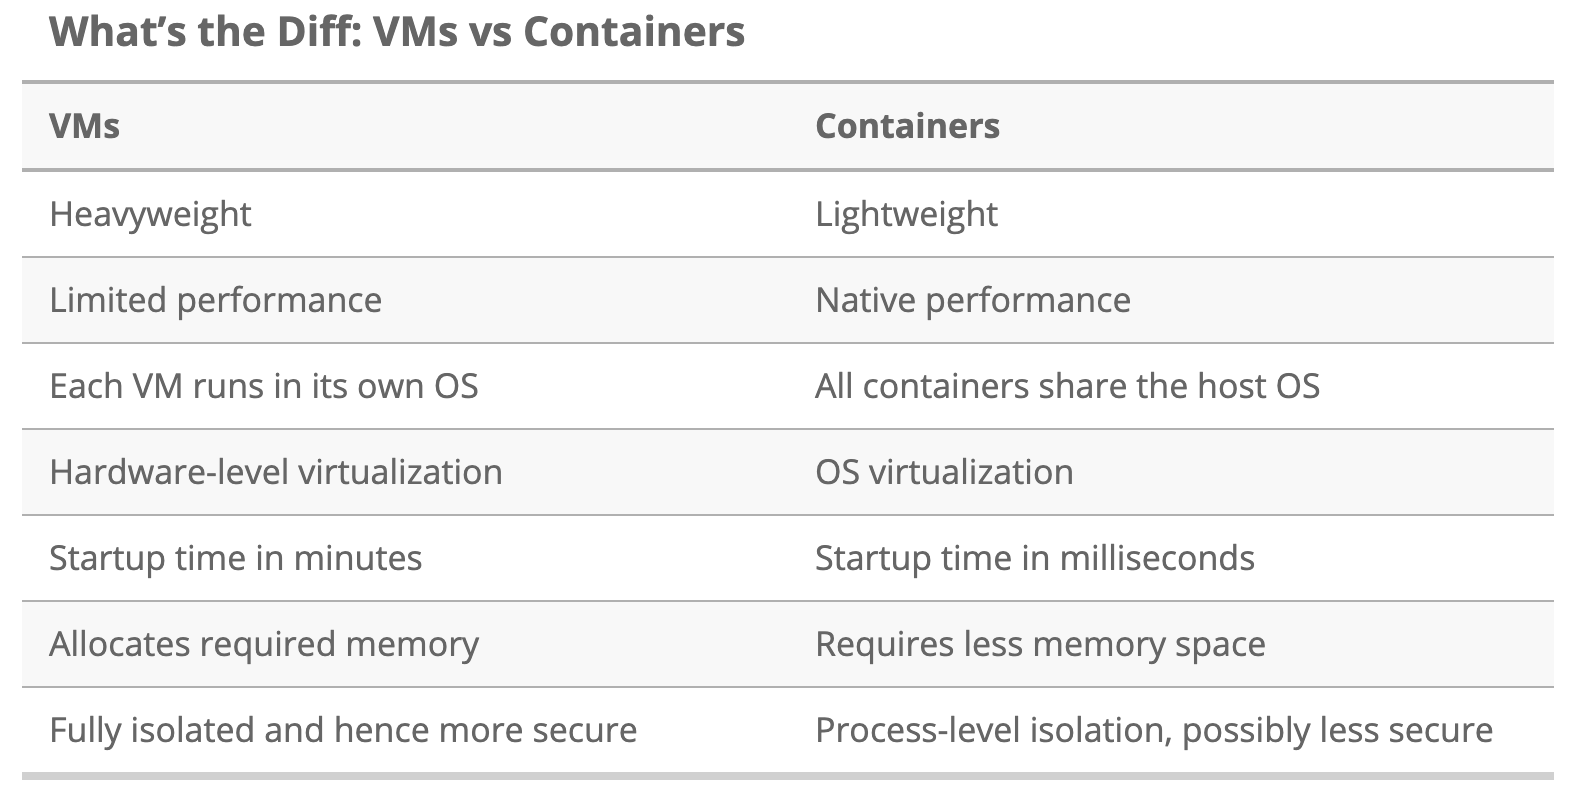 What’s the Diff: VMs vs Containers
VMs Containers
Heavyweight Lightweight
Limited performance Native performance
Each VM runs in its own OS All containers share the host OS
Hardware-level virtualization OS virtualization
Startup time in minutes Startup time in milliseconds
Allocates required memory Requires less memory space
Fully isolated and hence more secure Process-level isolation, possibly less secure